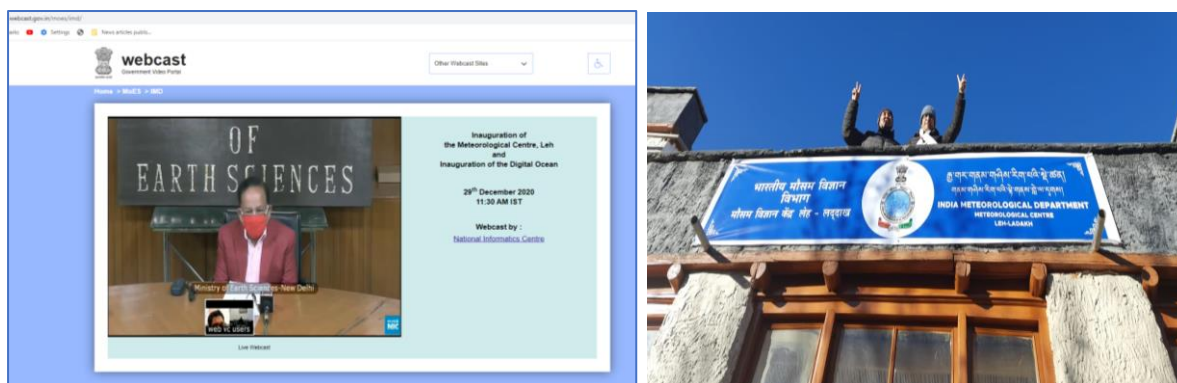 webcast.gov.in/moes/imd/
Settings
News articles public...
webcast
Government Video Portal
Other Webcast Sites
Home > MoES > IMD
OF
EARTH SCIENCES
Ministry of Earth Sciences-New Delhi
web vc users
NIC
Live Webcast
Inauguration of
the Meteorological Centre, Leh
and
Inauguration of the Digital Ocean
29th December 2020
11:30 AM IST
Webcast by :
National Informatics Centre
भारतीय मौसम विज्ञान
विभाग
मौसम विज्ञान केंद्र लेह - लद्दाख
INDIA METEOROLOGICAL DEPARTMENT
METEOROLOGICAL CENTRE
LEH-LADAKH